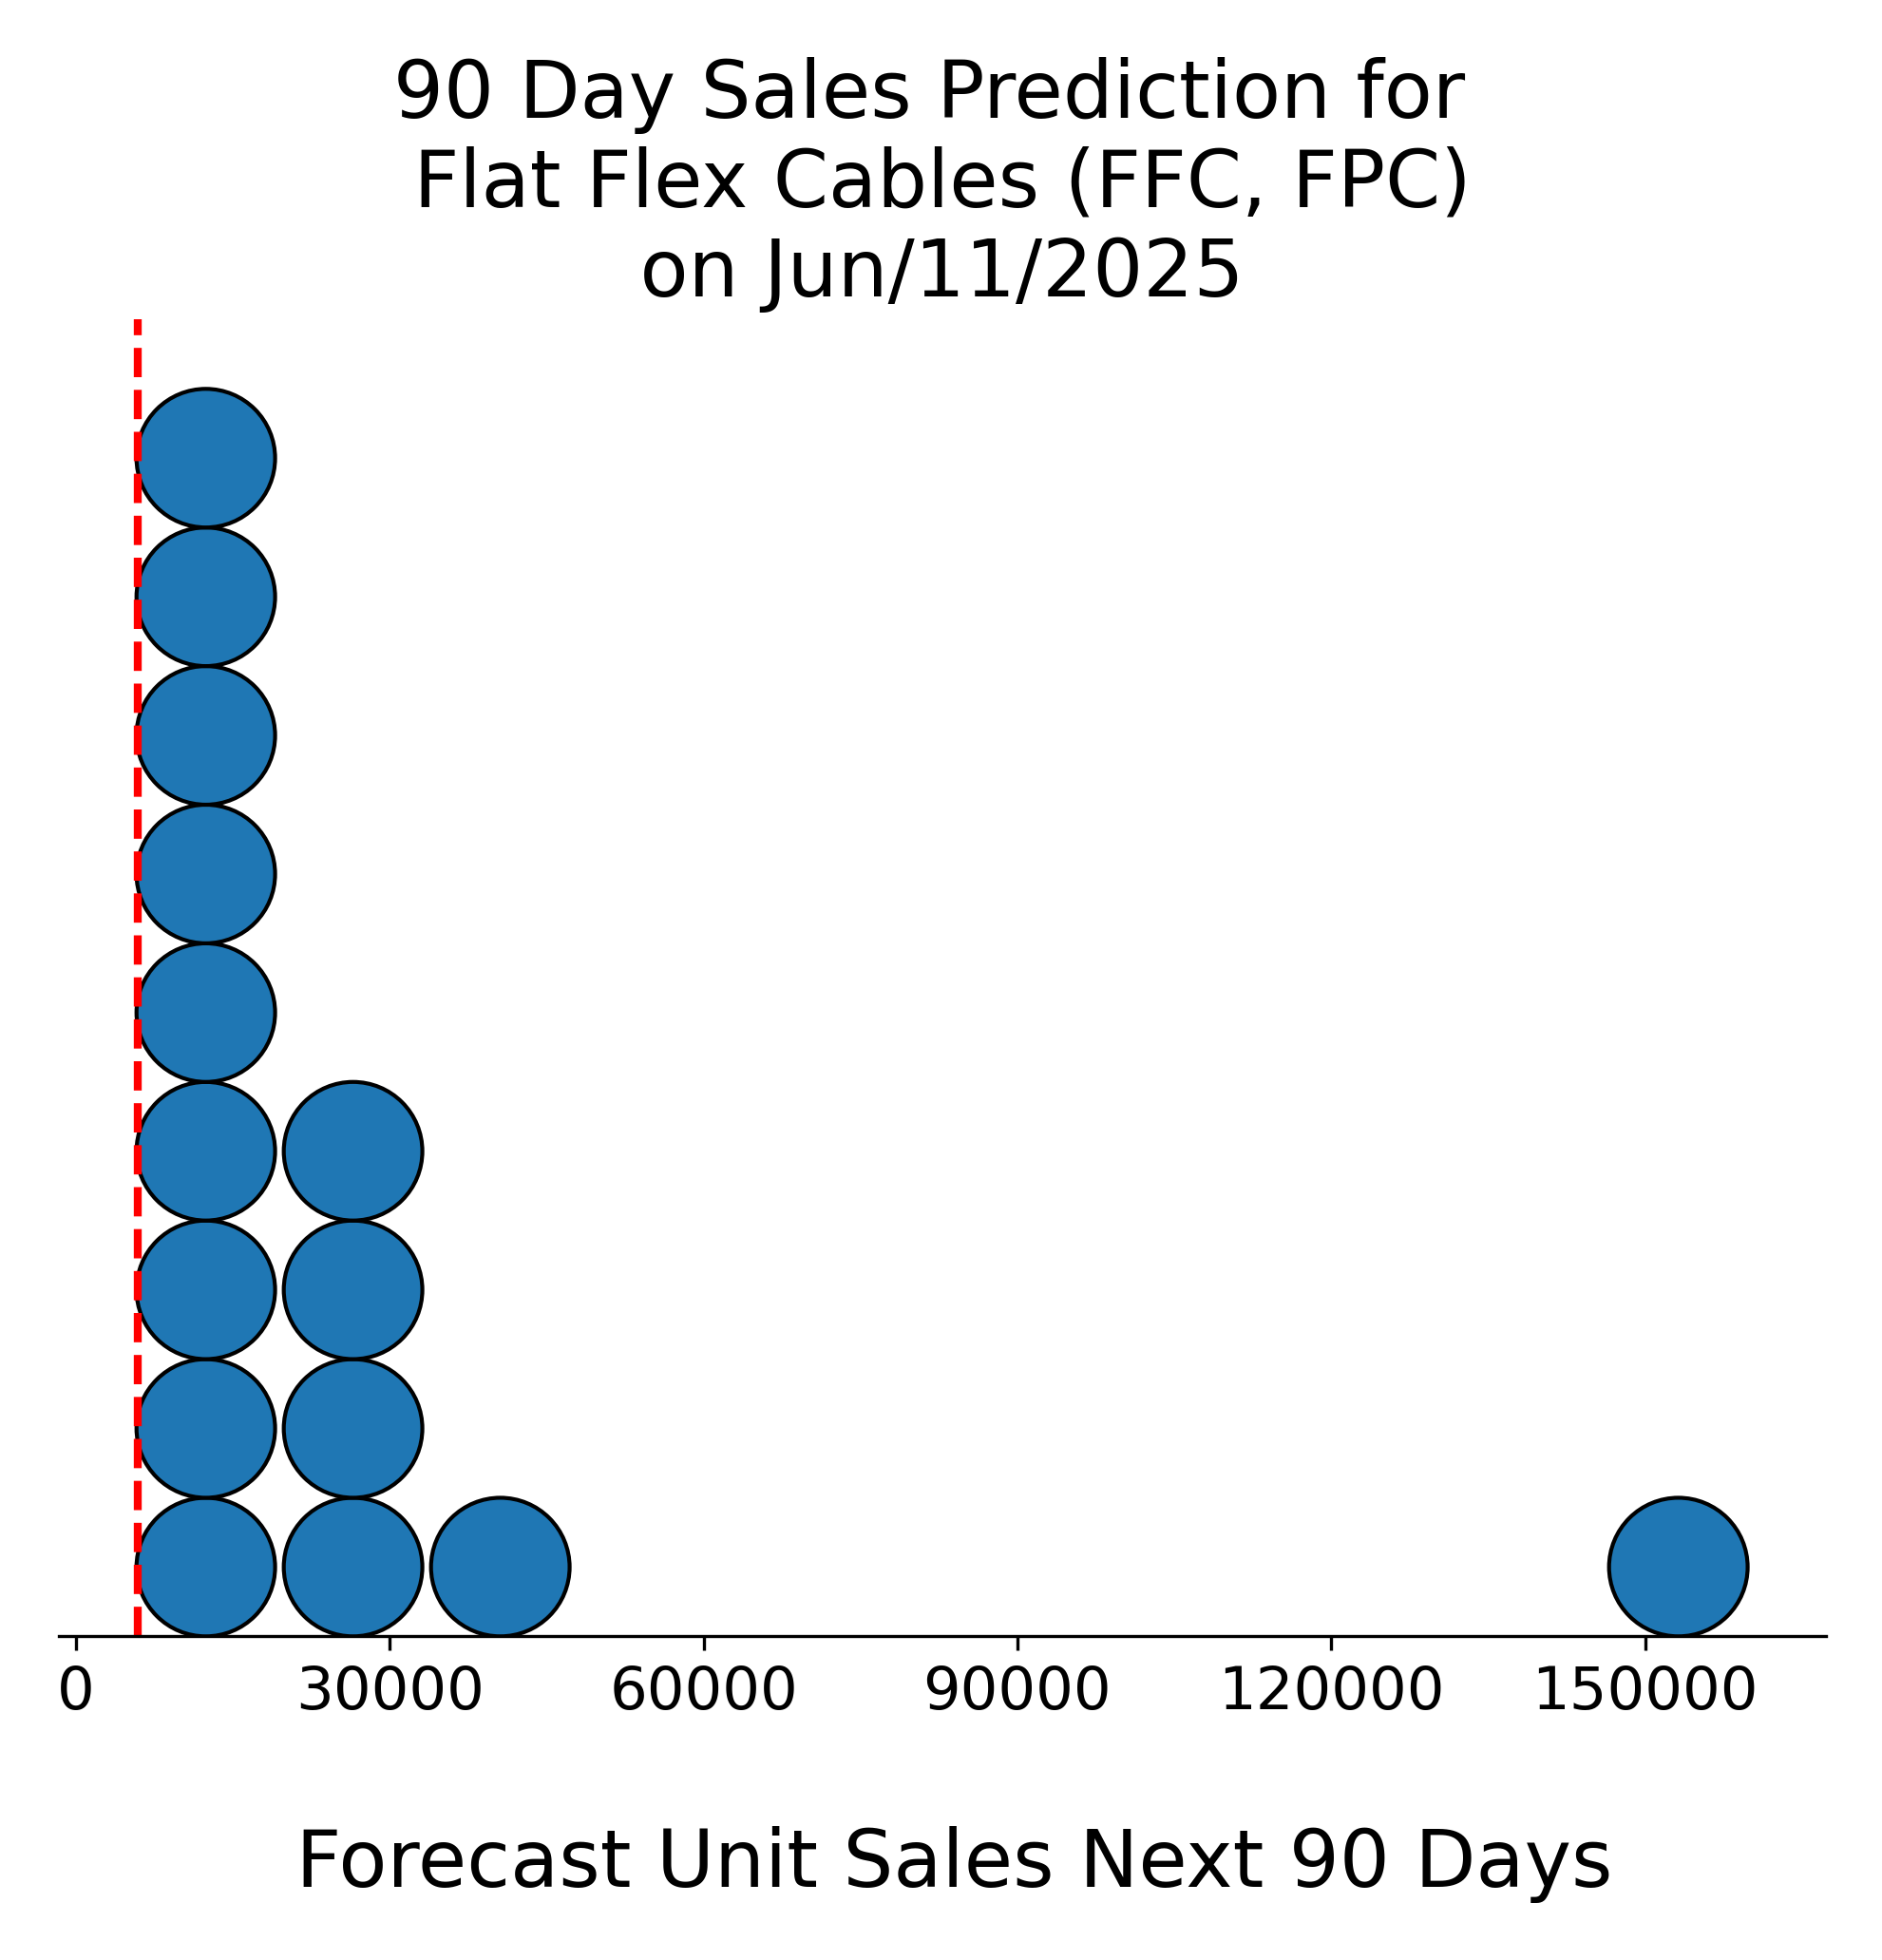 90 Day Sales Prediction for
Flat Flex Cables (FFC, FPC)
on Jun/11/2025
0 30000 60000 90000 120000 150000
Forecast Unit Sales Next 90 Days